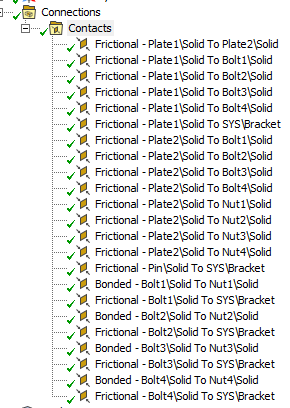 Connections
Contacts
Frictional - Plate1\Solid To Plate2\Solid
Frictional - Plate1\Solid To Bolt1\Solid
Frictional - Plate1\Solid To Bolt2\Solid
Frictional - Plate1\Solid To Bolt3\Solid
Frictional - Plate1\Solid To Bolt4\Solid
Frictional - Plate1\Solid To SYS\Bracket
Frictional - Plate2\Solid To Bolt1\Solid
Frictional - Plate2\Solid To Bolt2\Solid
Frictional - Plate2\Solid To Bolt3\Solid
Frictional - Plate2\Solid To Bolt4\Solid
Frictional - Plate2\Solid To Nut1\Solid
Frictional - Plate2\Solid To Nut2\Solid
Frictional - Plate2\Solid To Nut3\Solid
Frictional - Plate2\Solid To Nut4\Solid
Frictional - Pin\Solid To SYS\Bracket
Bonded - Bolt1\Solid To Nut1\Solid
Frictional - Bolt1\Solid To SYS\Bracket
Bonded - Bolt2\Solid To Nut2\Solid
Frictional - Bolt2\Solid To SYS\Bracket
Bonded - Bolt3\Solid To Nut3\Solid
Frictional - Bolt3\Solid To SYS\Bracket
Bonded - Bolt4\Solid To Nut4\Solid
Frictional - Bolt4\Solid To SYS\Bracket